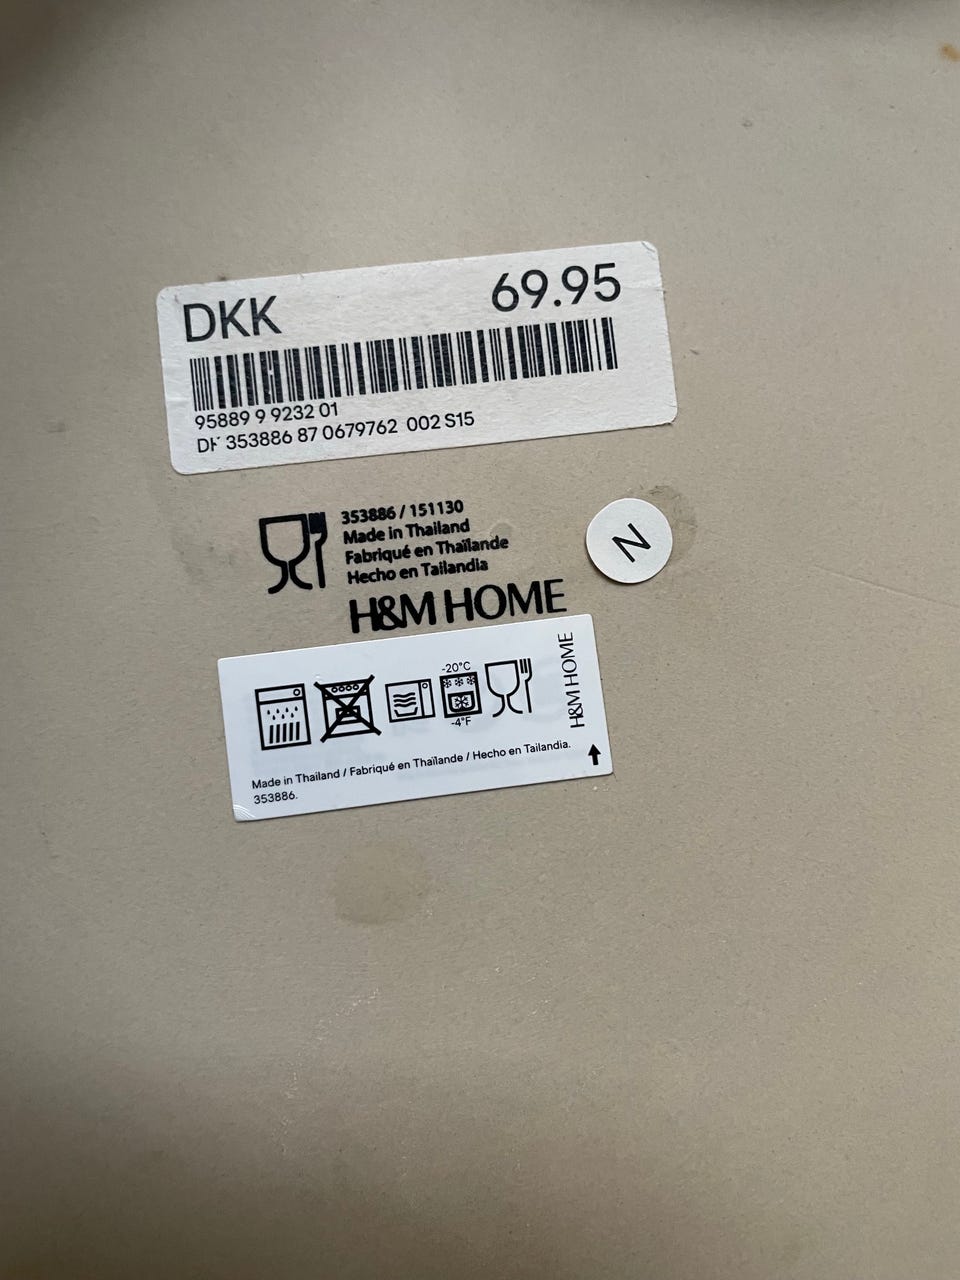 DKK 69.95
95889 9 9232 01
353886 87 0679762 002 S15
353886 / 151130
Made in Thailand
Fabriqué en Thaïlande
Hecho en Tailandia
H&M HOME
N
-20°C
-4°F
H&M HOME
Made in Thailand / Fabriqué en Thaïlande / Hecho en Tailandia.
353886.